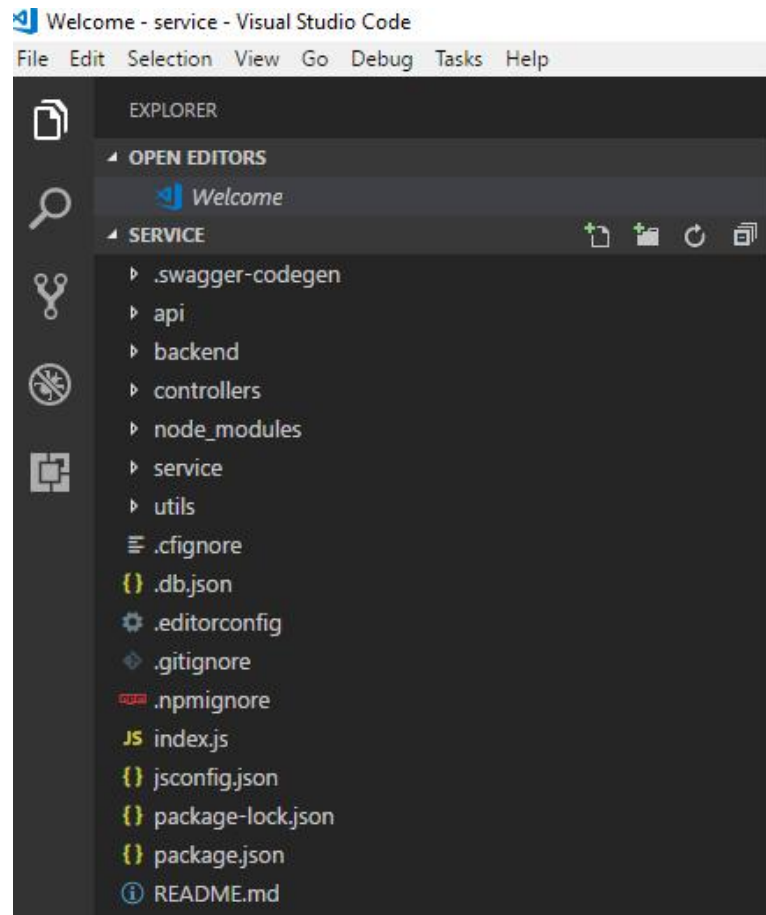 Welcome - service - Visual Studio Code
File Edit Selection View Go Debug Tasks Help
EXPLORER
OPEN EDITORS
Welcome
SERVICE
.swagger-codegen
api
backend
controllers
node_modules
service
utils
.cfignore
{} .db.json
.editorconfig
.gitignore
.npmignore
JS index.js
{} jsconfig.json
{} package-lock.json
{} package.json
README.md